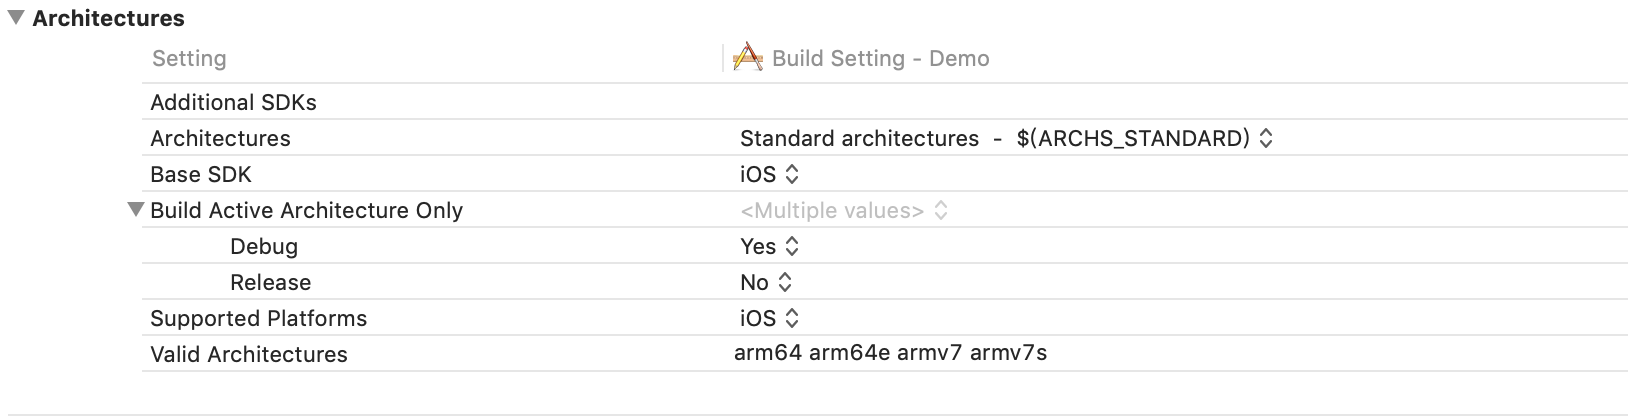 Architectures
Setting Build Setting - Demo
Additional SDKs
Architectures Standard architectures - $(ARCHS_STANDARD)
Base SDK iOS
Build Active Architecture Only <Multiple values>
Debug Yes
Release No
Supported Platforms iOS
Valid Architectures arm64 arm64e armv7 armv7s